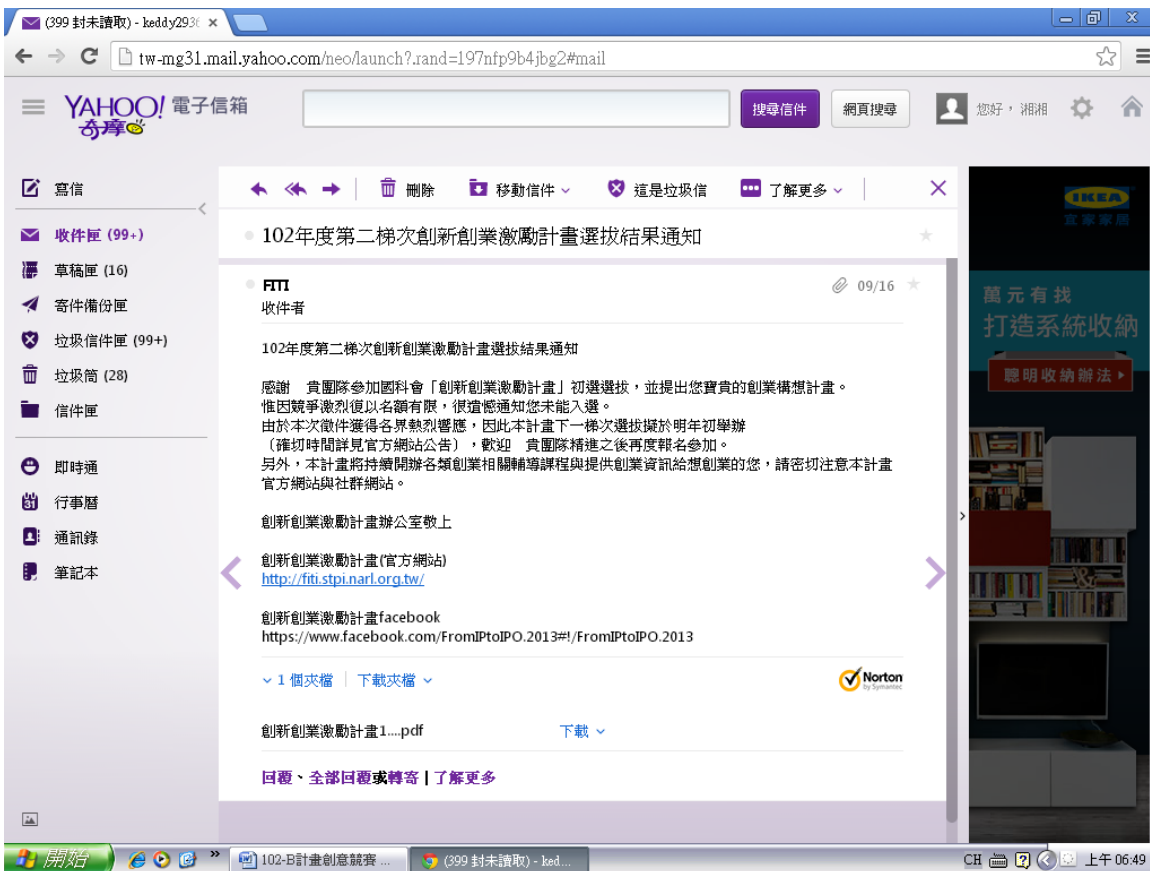 (399 封未讀取) - keddy2936
tw-mg31.mail.yahoo.com/neo/launch?.rand=197nfp9b4jbg2#mail
YAHOO! 電子信箱
奇摩
搜尋信件
網頁搜尋
您好，湘湘
寫信
收件匣 (99+)
草稿匣 (16)
寄件備份匣
垃圾信件匣 (99+)
垃圾筒 (28)
信件匣
即時通
31
行事曆
通訊錄
筆記本
刪除
移動信件
這是垃圾信
了解更多
102年度第二梯次創新創業激勵計畫選拔結果通知
FITI
09/16
收件者
102年度第二梯次創新創業激勵計畫選拔結果通知
感謝　貴團隊參加國科會「創新創業激勵計畫」初選選拔，並提出您寶貴的創業構想計畫。
惟因競爭激烈復以名額有限，很遺憾通知您未能入選。
由於本次徵件獲得各界熱烈響應，因此本計畫下一梯次選拔擬於明年初舉辦
（確切時間詳見官方網站公告），歡迎　貴團隊精進之後再度報名參加。
另外，本計畫將持續開辦各類創業相關輔導課程與提供創業資訊給想創業的您，請密切注意本計畫
官方網站與社群網站。
創新創業激勵計畫辦公室敬上
創新創業激勵計畫(官方網站)
http://fiti.stpi.narl.org.tw/
創新創業激勵計畫facebook
https://www.facebook.com/FromIPtoIPO.2013#!/FromIPtoIPO.2013
1 個夾檔
下載夾檔
Norton
by Symantec
創新創業激勵計畫1....pdf
下載
回覆、全部回覆或轉寄 | 了解更多
IKEA
宜家家居
萬元有找
打造系統收納
聰明收納辦法
開始
102-B計畫創意競賽 ...
(399 封未讀取) - ked...
CH
上午 06:49